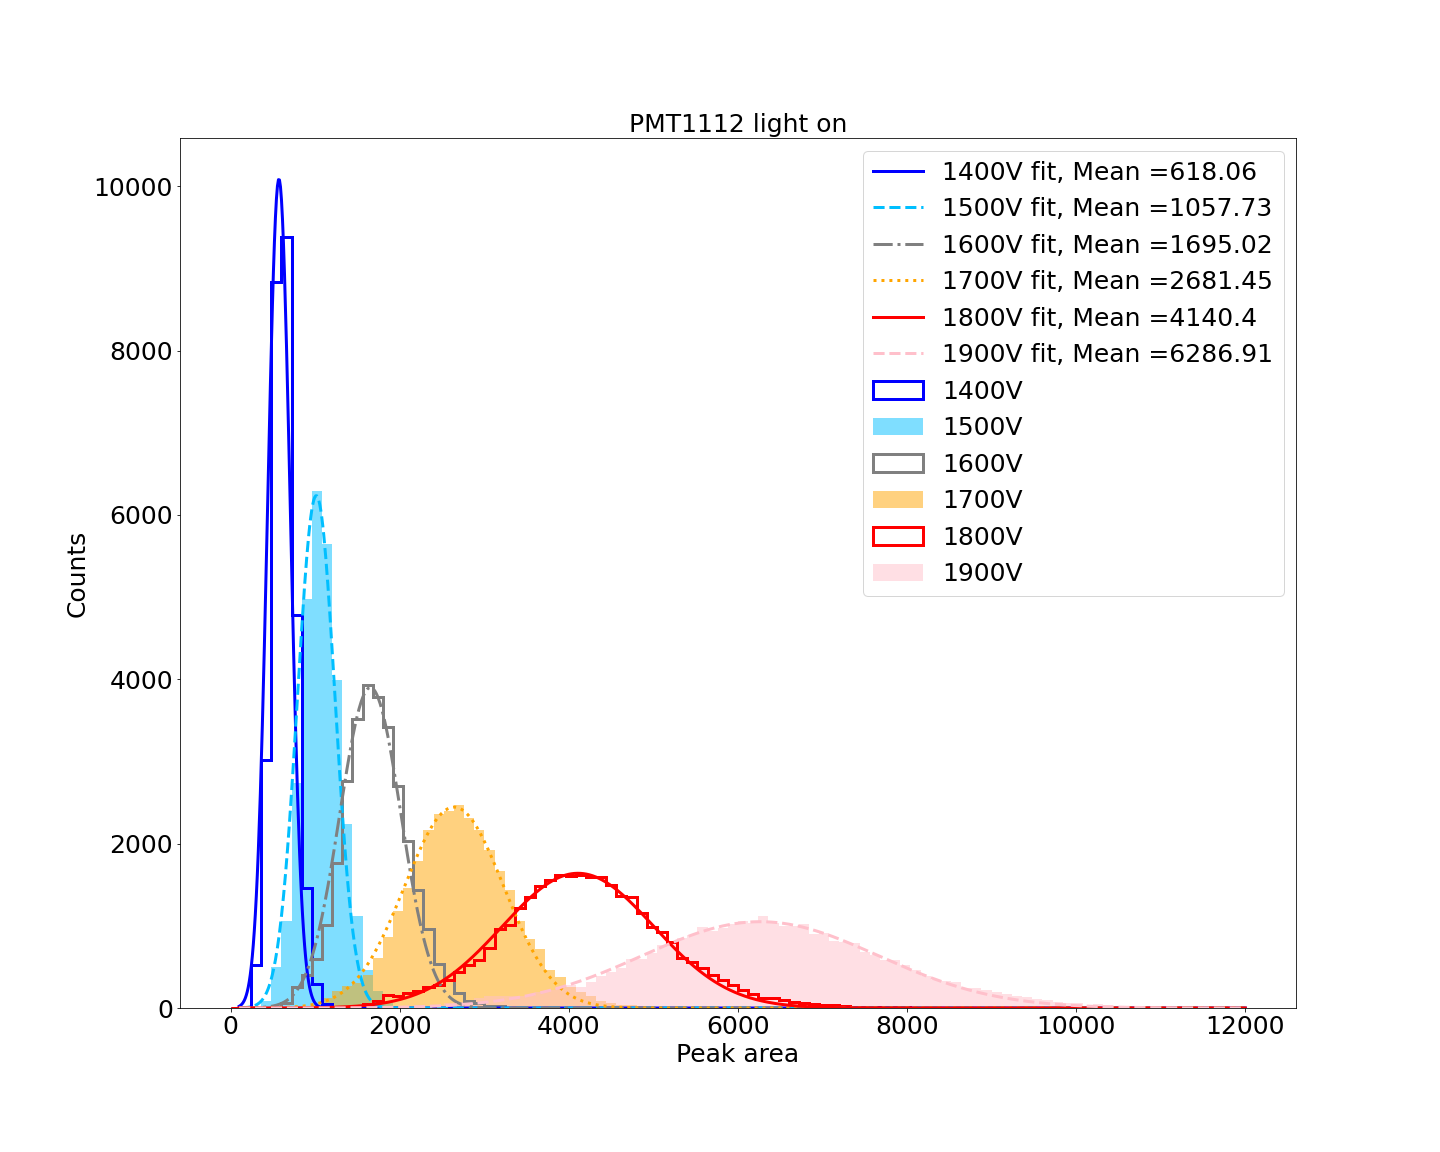 PMT1112 light on
10000
8000
6000
4000
2000
0
Counts
1400V fit, Mean =618.06
1500V fit, Mean =1057.73
1600V fit, Mean =1695.02
1700V fit, Mean =2681.45
1800V fit, Mean =4140.4
1900V fit, Mean =6286.91
1400V
1500V
1600V
1700V
1800V
1900V
0 2000 4000 6000 8000 10000 12000
Peak area